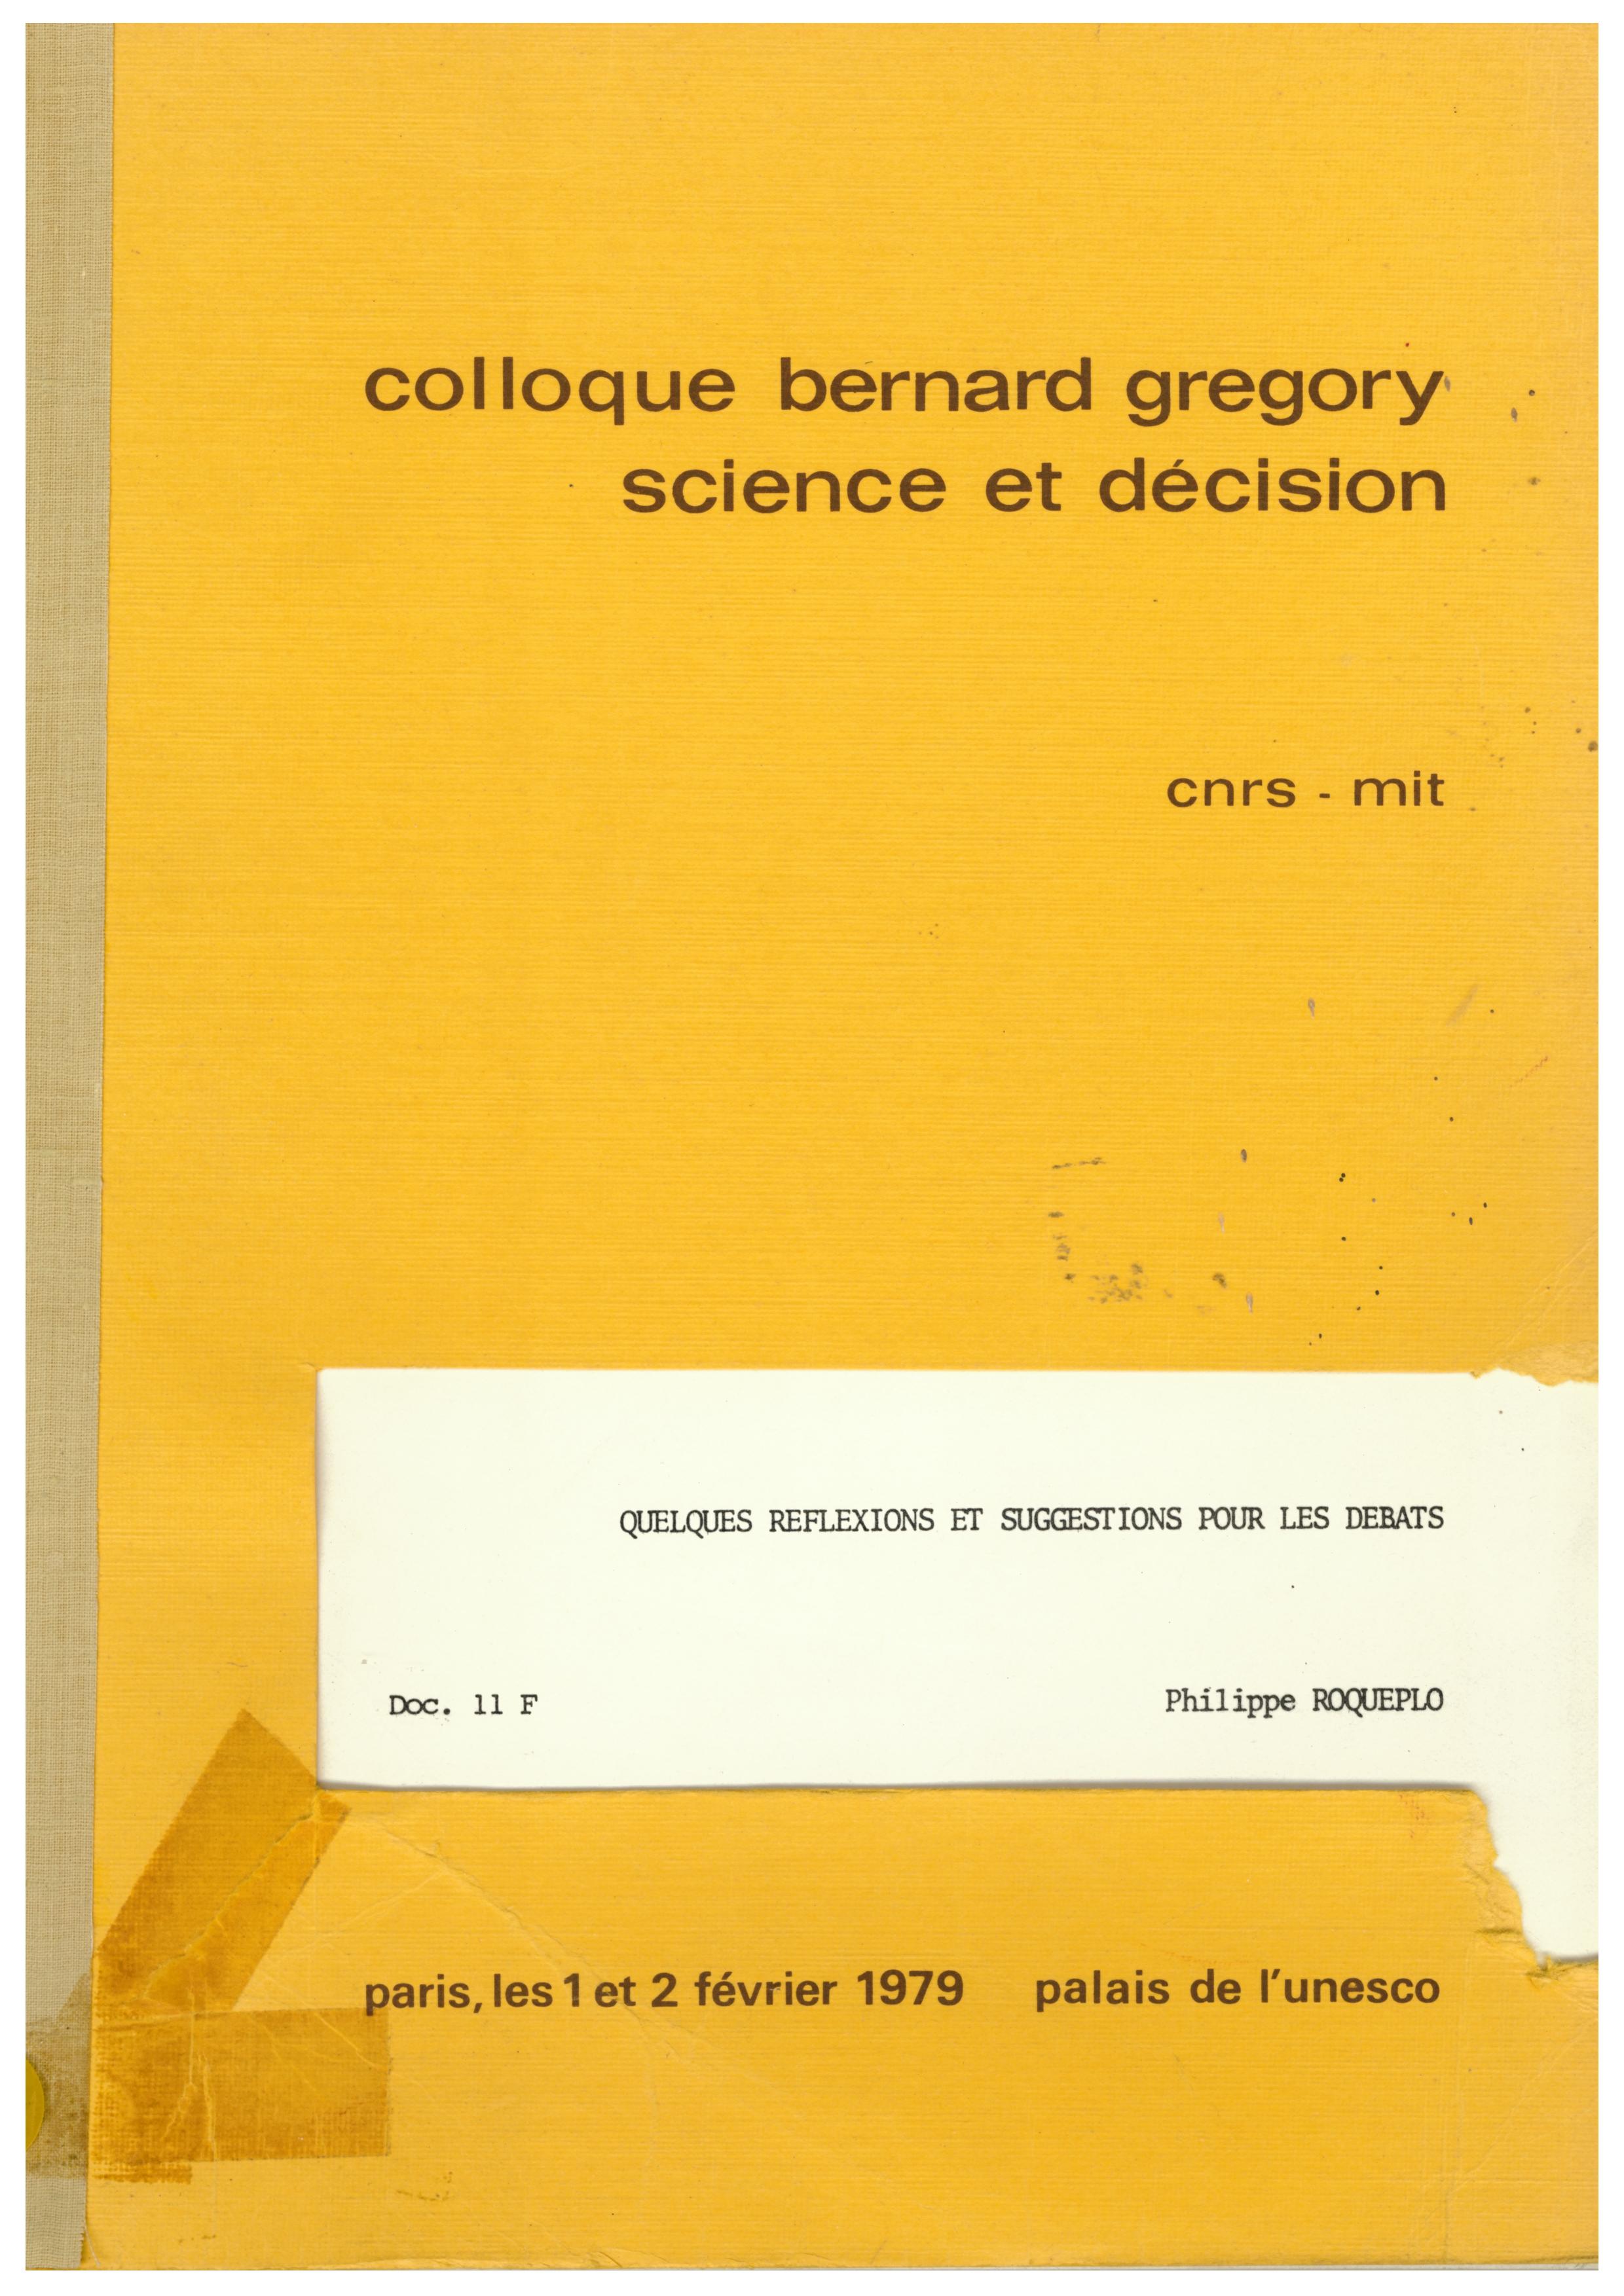 colloque bernard gregory
science et décision
cnrs - mit
QUELQUES REFLEXIONS ET SUGGESTIONS POUR LES DEBATS
Doc. 11 F
Philippe ROQUEPLO
paris, les 1 et 2 février 1979 palais de l'unesco